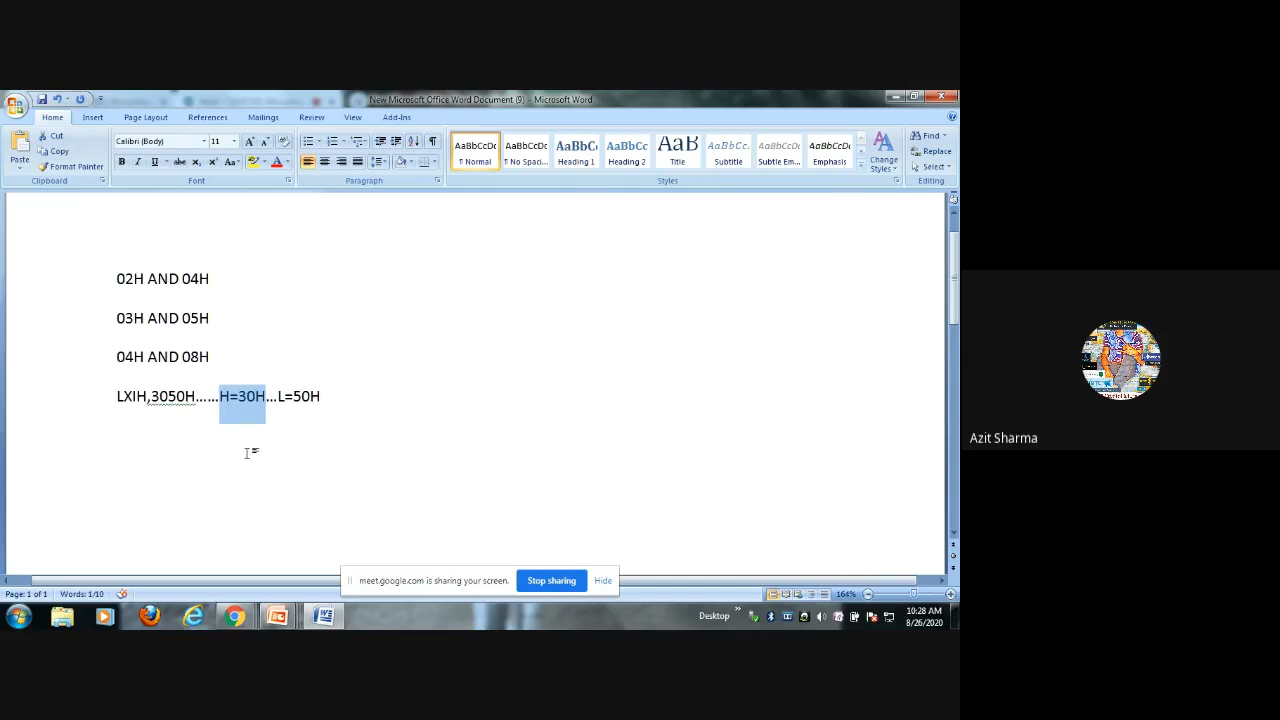 New Microsoft Office Word Document (9) - Microsoft Word
Home Insert Page Layout References Mailings Review View Add-Ins
Paste Cut Copy Format Painter
Calibri (Body) 11
AaBbCcDc AaBbCcDc AaBbC AaBbCc AaB AaBbCc. AaBbCcDc AaBbCcDc
¶ Normal ¶ No Spaci... Heading 1 Heading 2 Title Subtitle Subtle Em... Emphasis
Change Styles
Find Replace Select
Clipboard Font Paragraph Styles Editing
02H AND 04H
03H AND 05H
04H AND 08H
LXIH,3050H......H=30H...L=50H
Azit Sharma
meet.google.com is sharing your screen. Stop sharing Hide
Page: 1 of 1 Words: 1/10 164%
Desktop 10:28 AM
8/26/2020